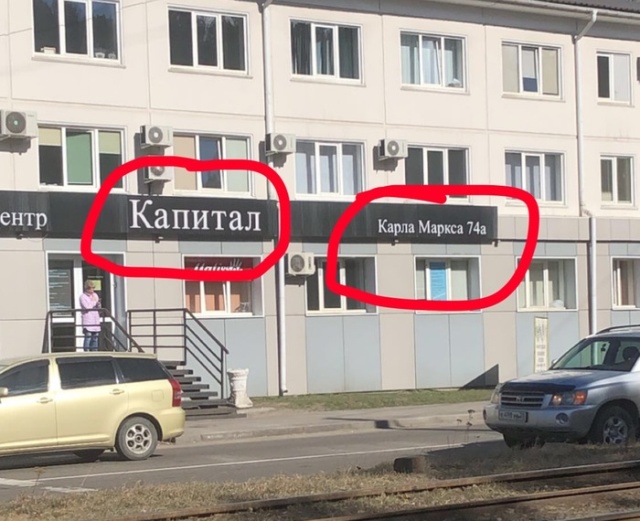 ентр
Капитал
Карла Маркса 74а